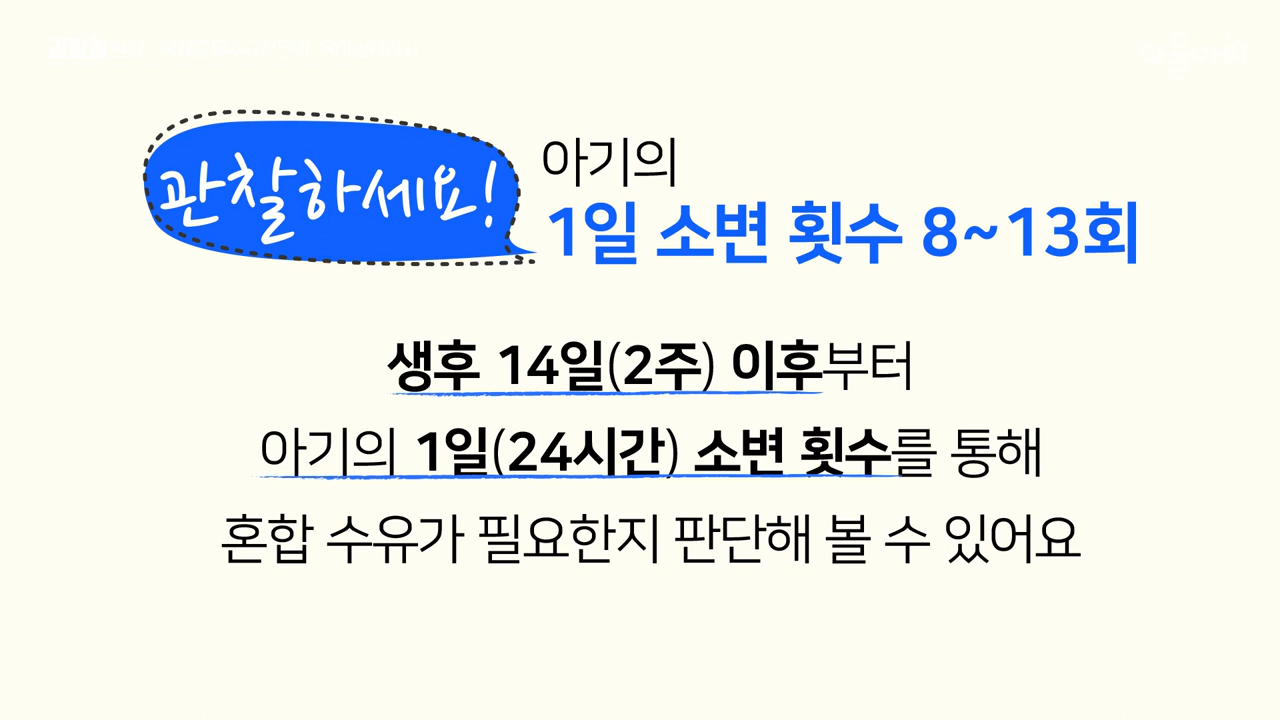 관찰하세요!
아기의
1일 소변 횟수 8~13회
생후 14일(2주) 이후부터
아기의 1일(24시간) 소변 횟수를 통해
혼합 수유가 필요한지 판단해 볼 수 있어요